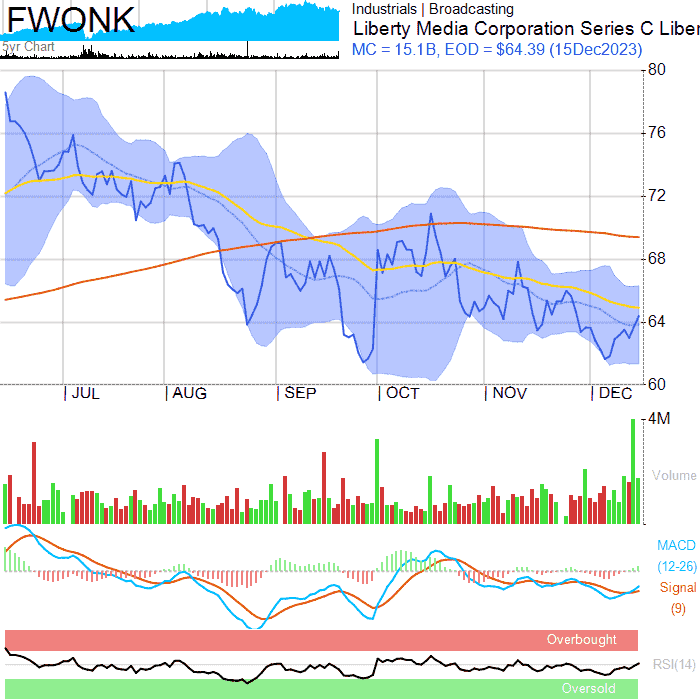 FWONK
5yr Chart
Industrials | Broadcasting
Liberty Media Corporation Series C Liber
MC = 15.1B, EOD = $64.39 (15Dec2023)
80
76
72
68
64
60
JUL AUG SEP OCT NOV DEC
4M
Volume
MACD
(12-26)
Signal
(9)
Overbought
RSI(14)
Oversold